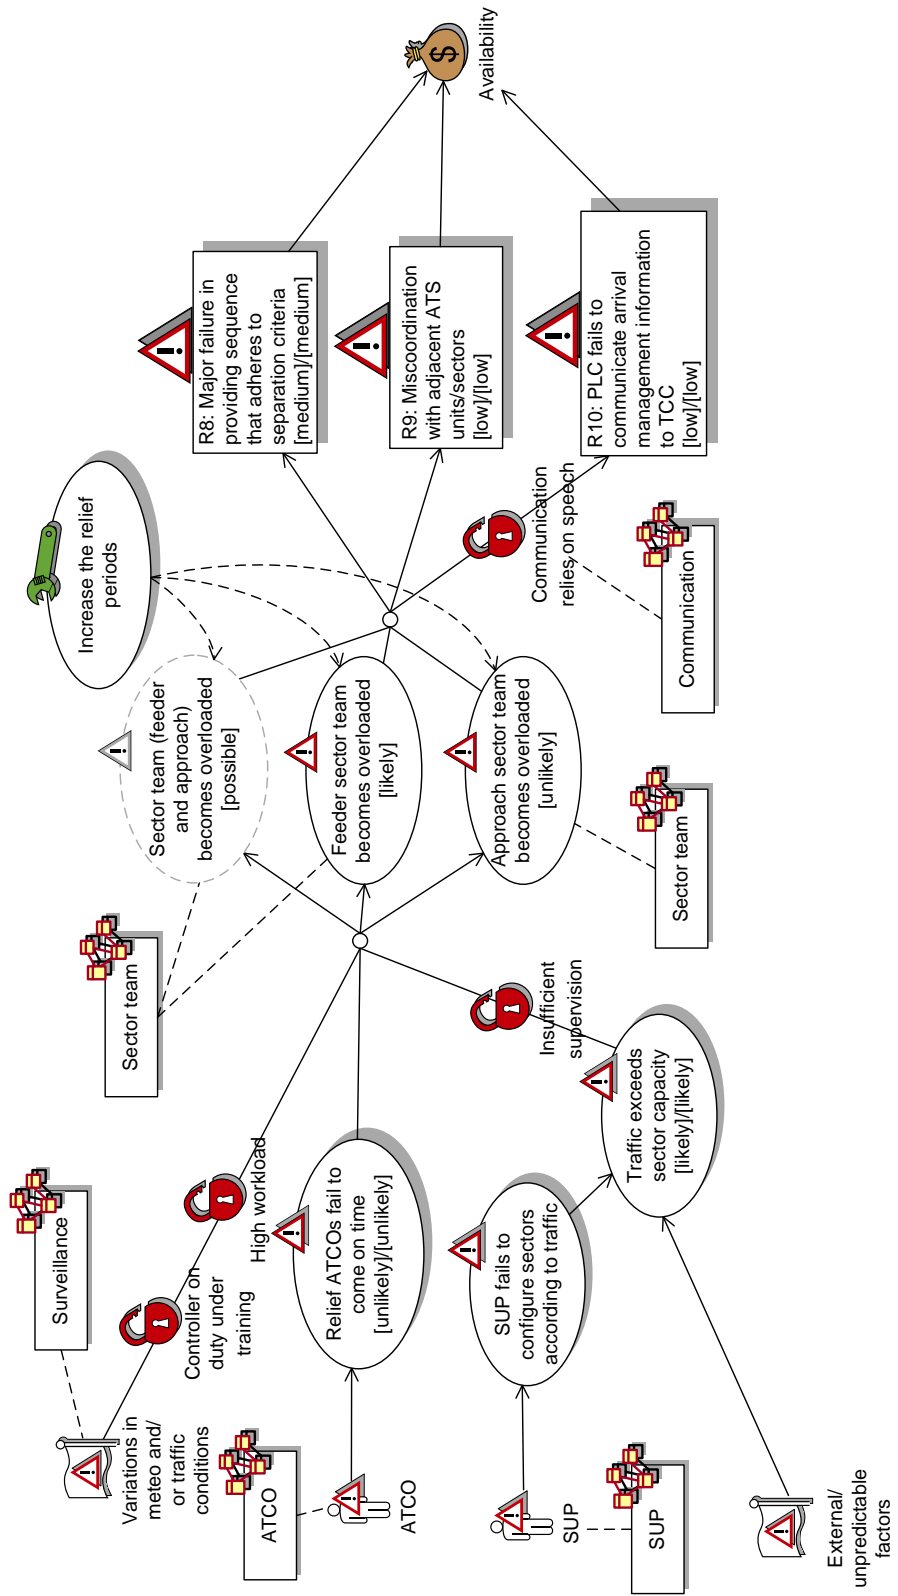 Surveillance
Variations in
meteo and/
or traffic
conditions
Controller on
duty under
training
High workload
ATCO
ATCO
Relief ATCOs fail to
come on time
[unlikely]/[unlikely]
SUP
SUP
SUP fails to
configure sectors
according to traffic
External/
unpredictable
factors
Traffic exceeds
sector capacity
[likely]/[likely]
Insufficient
supervision
Sector team
Sector team (feeder
and approach)
becomes overloaded
[possible]
Feeder sector team
becomes overloaded
[likely]
Approach sector team
becomes overloaded
[unlikely]
Sector team
Increase the relief
periods
Communication
relies on speech
Communication
R8: Major failure in
providing sequence
that adheres to
separation criteria
[medium]/[medium]
R9: Miscoordination
with adjacent ATS
units/sectors
[low]/[low]
R10: PLC fails to
communicate arrival
management information
to TCC
[low]/[low]
$
Availability